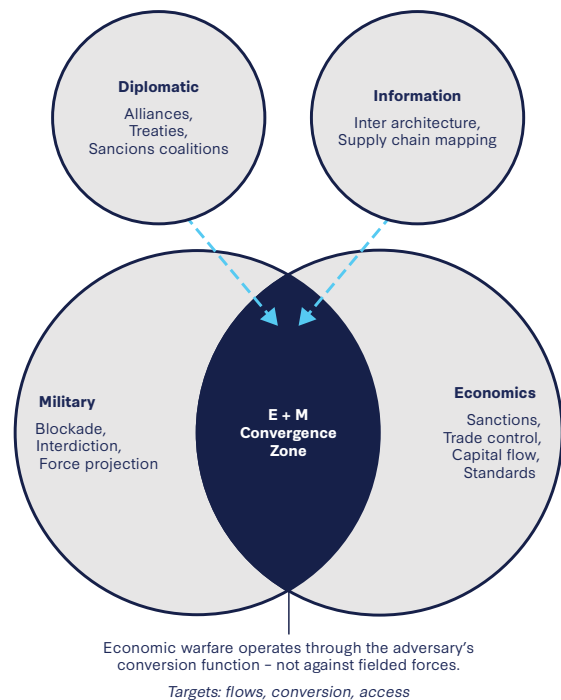 Diplomatic
Alliances,
Treaties,
Sancions coalitions
Information
Inter architecture,
Supply chain mapping
Military
Blockade,
Interdiction,
Force projection
E + M
Convergence
Zone
Economics
Sanctions,
Trade control,
Capital flow,
Standards
Economic warfare operates through the adversary’s
conversion function – not against fielded forces.
Targets: flows, conversion, access